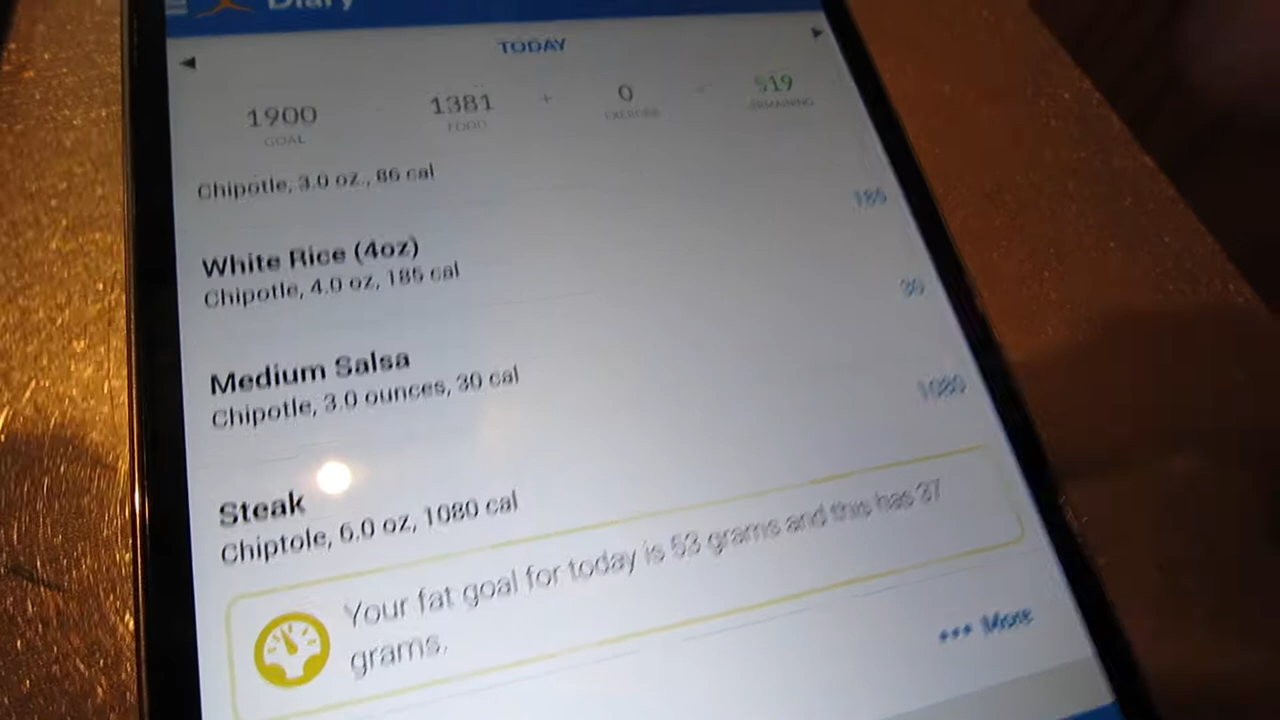 Diary
TODAY
1900 1381 + 0 519
GOAL FOOD EXERCISE REMAINING
Chipotle, 3.0 oz., 86 cal
185
White Rice (4oz)
Chipotle, 4.0 oz, 185 cal
30
Medium Salsa
Chipotle, 3.0 ounces, 30 cal
1080
Steak
Chiptole, 6.0 oz, 1080 cal
Your fat goal for today is 53 grams and this has 37
grams.
••• More